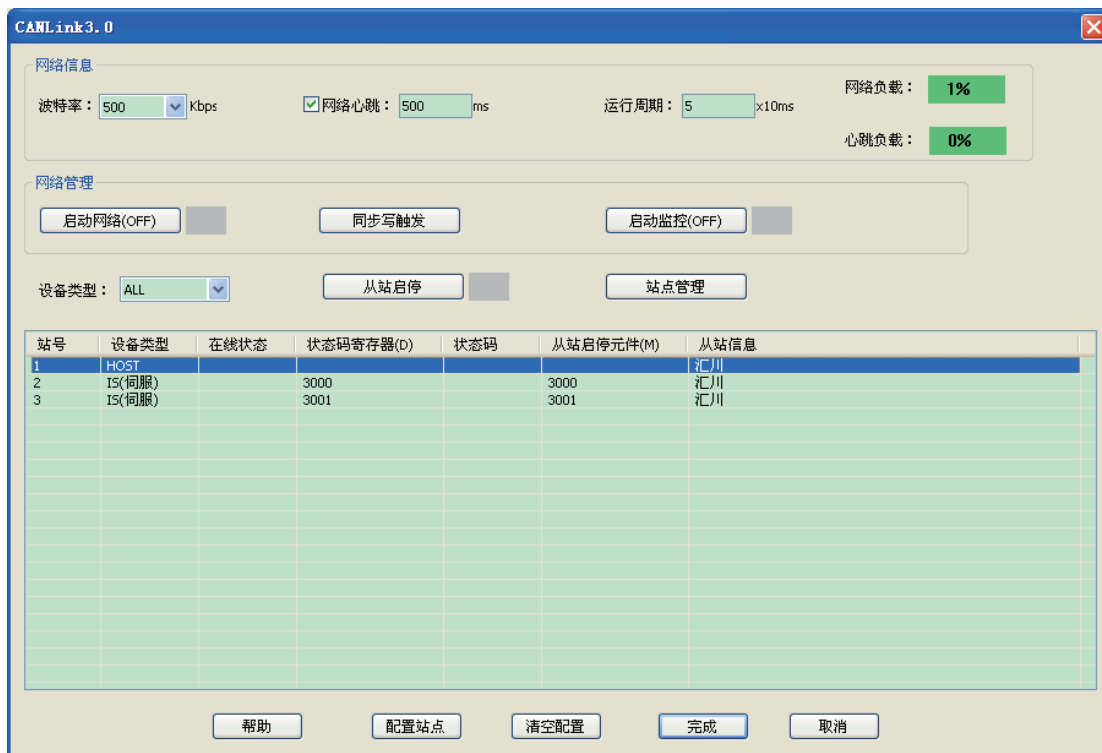 CANLink3.0
网络信息
波特率： 500 Kbps 网络心跳： 500 ms 运行周期： 5 x10ms 网络负载： 1%
心跳负载： 0%
网络管理
启动网络(OFF) 同步写触发 启动监控(OFF)
设备类型： ALL 从站启停 站点管理
站号 设备类型 在线状态 状态码寄存器(D) 状态码 从站启停元件(M) 从站信息
1 HOST 汇川
2 IS(伺服) 3000 3000 汇川
3 IS(伺服) 3001 3001 汇川
帮助 配置站点 清空配置 完成 取消